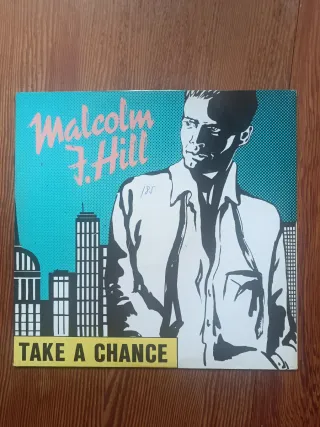 Malcolm
J. Hill
TAKE A CHANCE